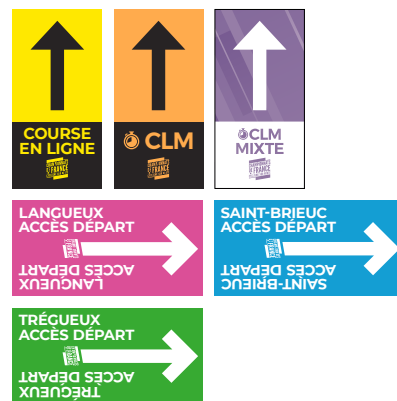 COURSE
EN LIGNE
CLM
CLM
MIXTE
LANGUEUX
ACCÈS DÉPART
LANGUEUX
ACCÈS DÉPART
SAINT-BRIEUC
ACCÈS DÉPART
SAINT-BRIEUC
ACCÈS DÉPART
TRÉGUEUX
ACCÈS DÉPART
TRÉGUEUX
ACCÈS DÉPART